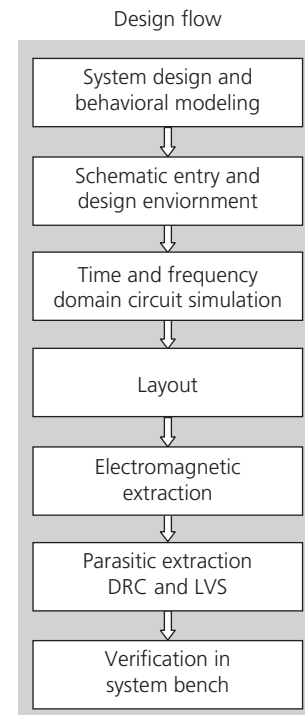 Design flow
System design and
behavioral modeling
Schematic entry and
design enviornment
Time and frequency
domain circuit simulation
Layout
Electromagnetic
extraction
Parasitic extraction
DRC and LVS
Verification in
system bench